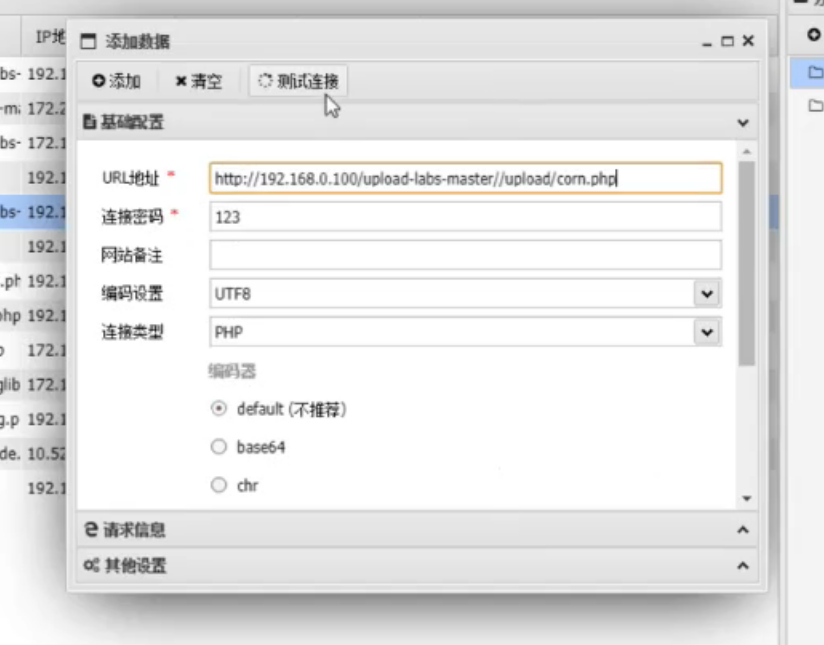 IP地
添加数据
添加 清空 测试连接
基础配置
URL地址 * http://192.168.0.100/upload-labs-master//upload/corn.php
连接密码 * 123
网站备注
编码设置 UTF8
连接类型 PHP
编码器
default (不推荐)
base64
chr
请求信息
其他设置
bs- 192.1
-m: 172.2
bs- 172.1
192.1
bs- 192.1
192.1
.ph 192.1
php 192.1
172.1
glib 172.1
g.p 192.1
de. 10.52
192.1